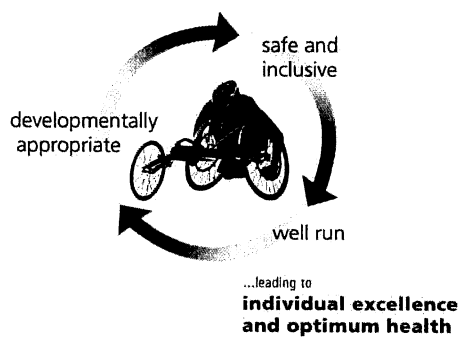 safe and
inclusive
developmentally
appropriate
well run
...leading to
individual excellence
and optimum health